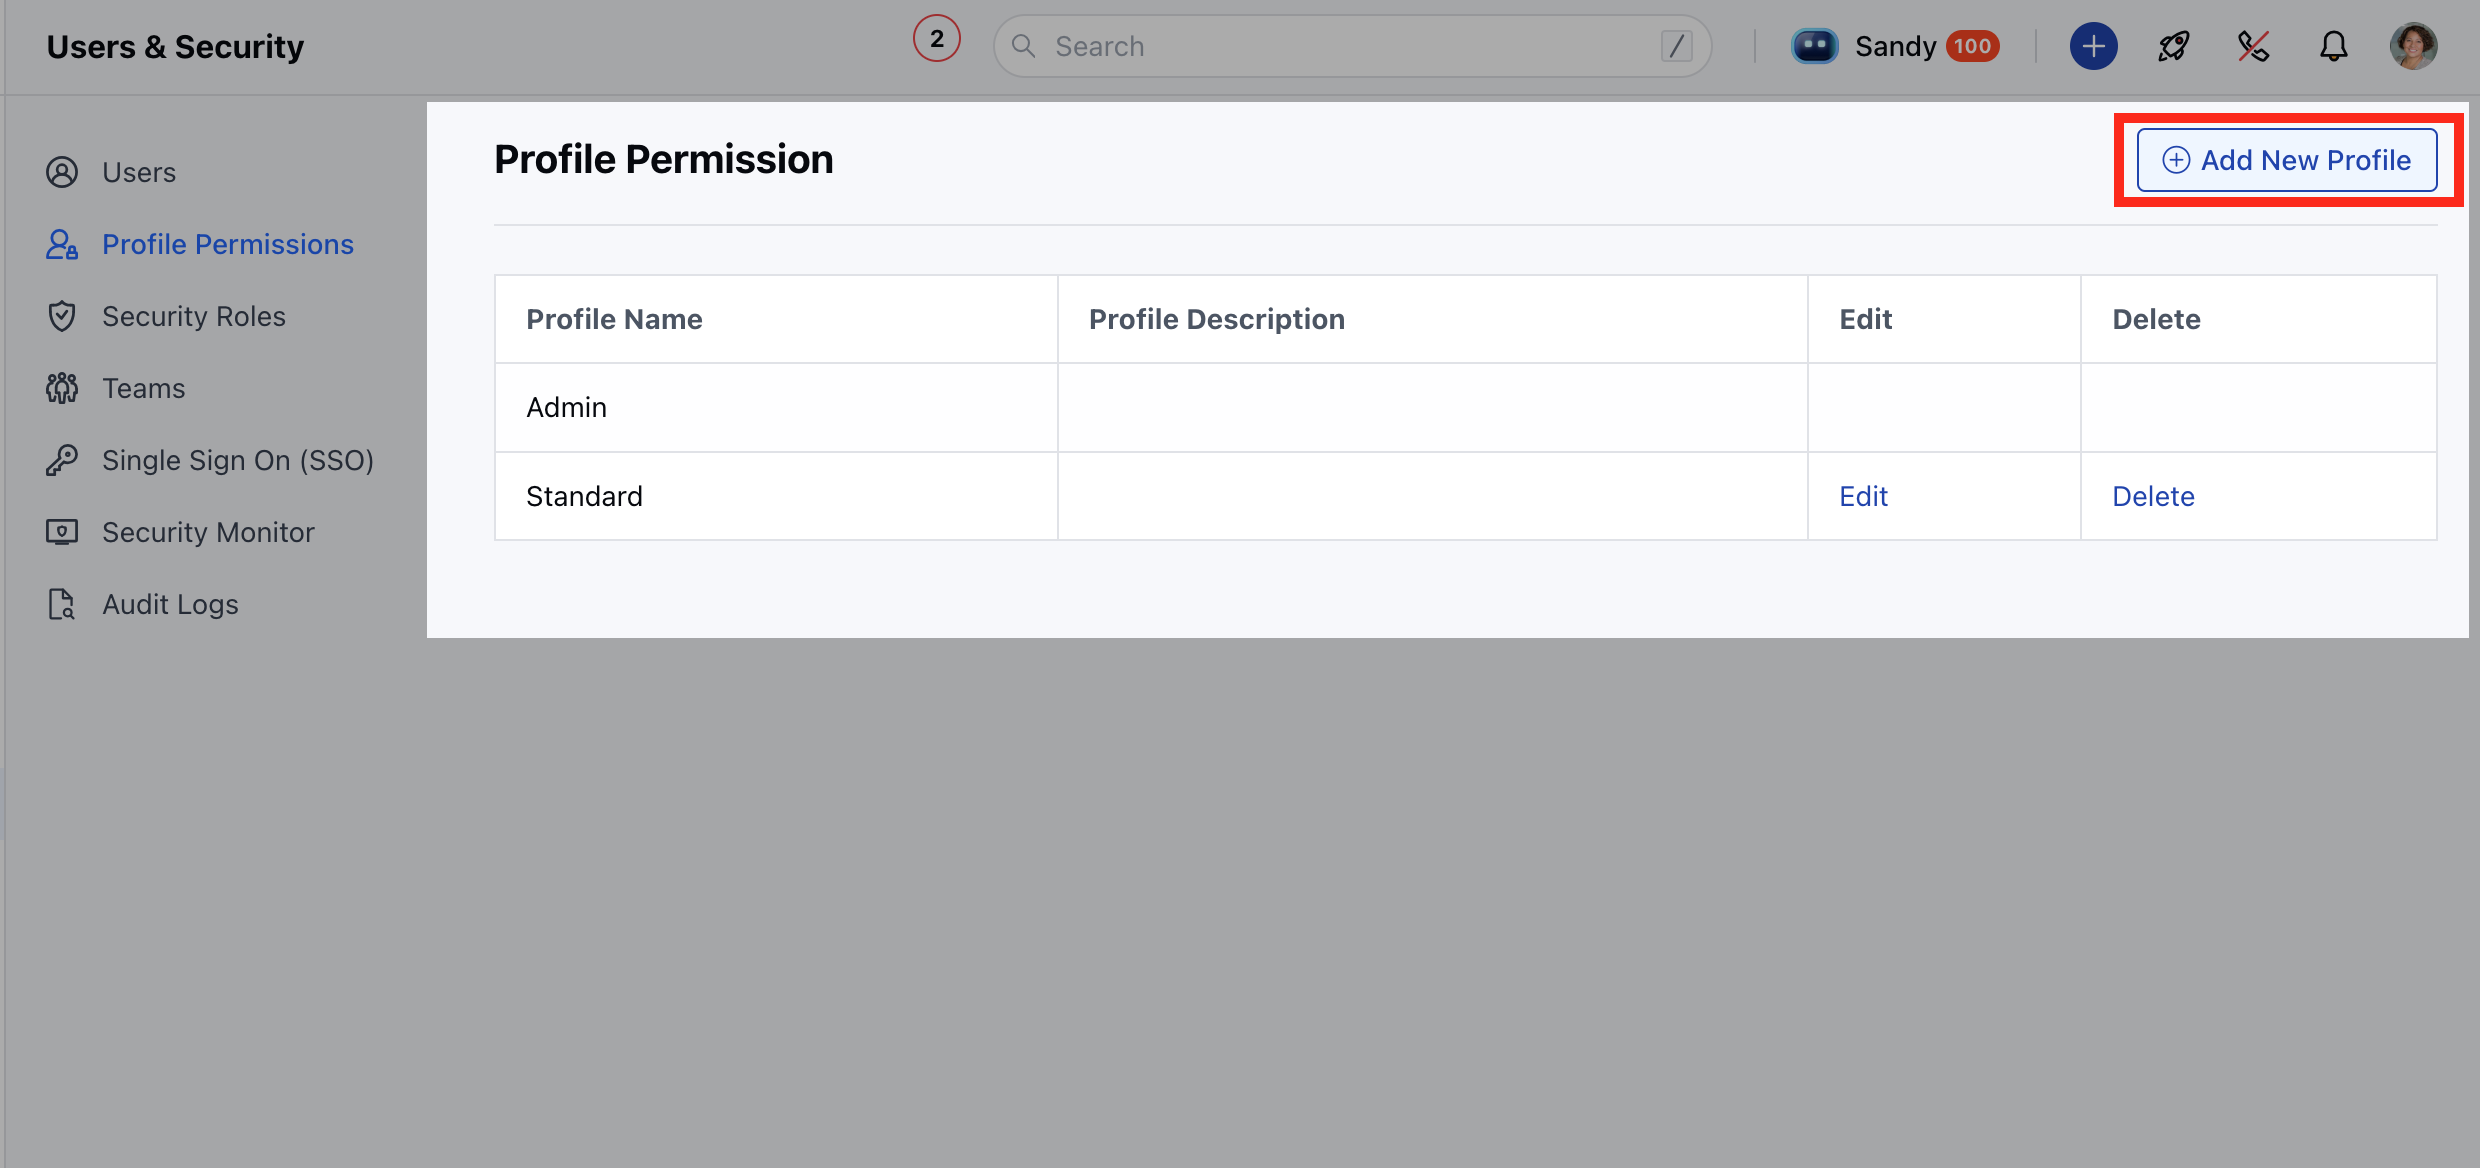 Users & Security
2
Search
/
Sandy 100
Users
Profile Permissions
Security Roles
Teams
Single Sign On (SSO)
Security Monitor
Audit Logs
Profile Permission
Add New Profile
Profile Name Profile Description Edit Delete
Admin
Standard Edit Delete